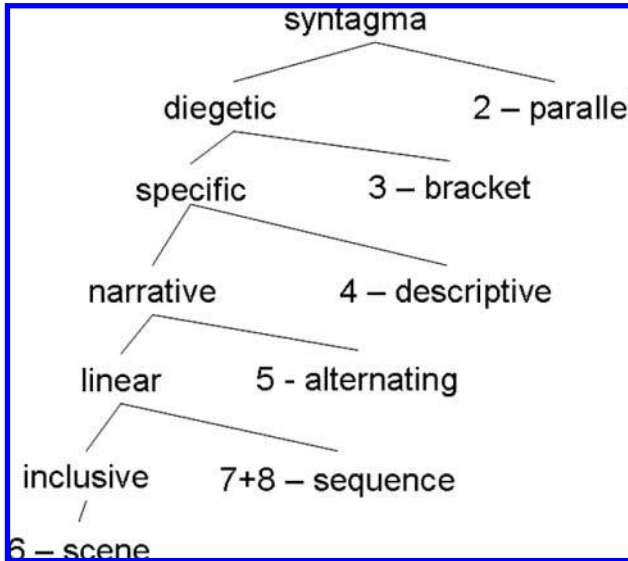 syntagma
diegetic 2 – paralle
specific 3 – bracket
narrative 4 – descriptive
linear 5 - alternating
inclusive 7+8 – sequence
6 – scene